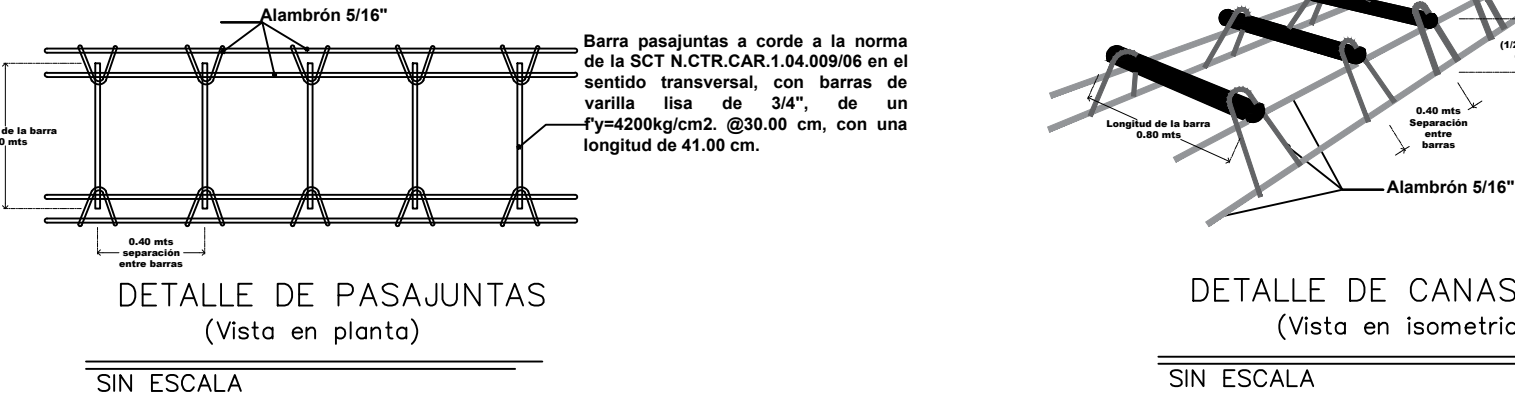 Alambrón 5/16"
Barra pasajuntas a corde a la norma
de la SCT N.CTR.CAR.1.04.009/06 en el
sentido transversal, con barras de
varilla lisa de 3/4", de un
f'y=4200kg/cm2. @30.00 cm, con una
longitud de 41.00 cm.
de la barra
0 mts
0.40 mts
separación
entre barras
DETALLE DE PASAJUNTAS
(Vista en planta)
SIN ESCALA
(1/2
Longitud de la barra
0.80 mts
0.40 mts
Separación
entre
barras
Alambrón 5/16"
DETALLE DE CANAS
(Vista en isometric
SIN ESCALA